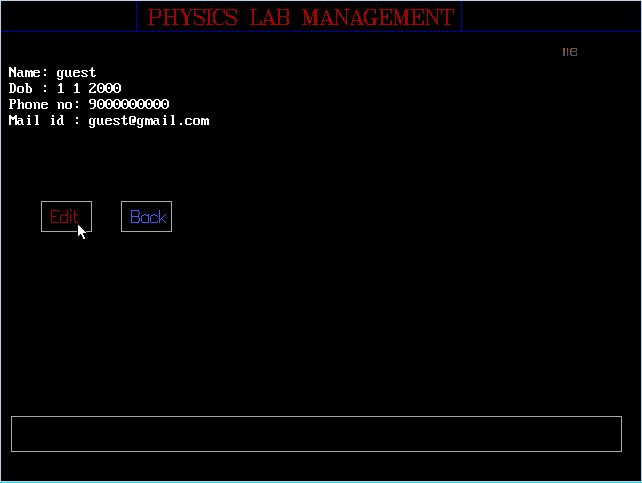 PHYSICS LAB MANAGEMENT
118
Name: guest
Dob : 1 1 2000
Phone no: 9000000000
Mail id : guest@gmail.com
Edit Back